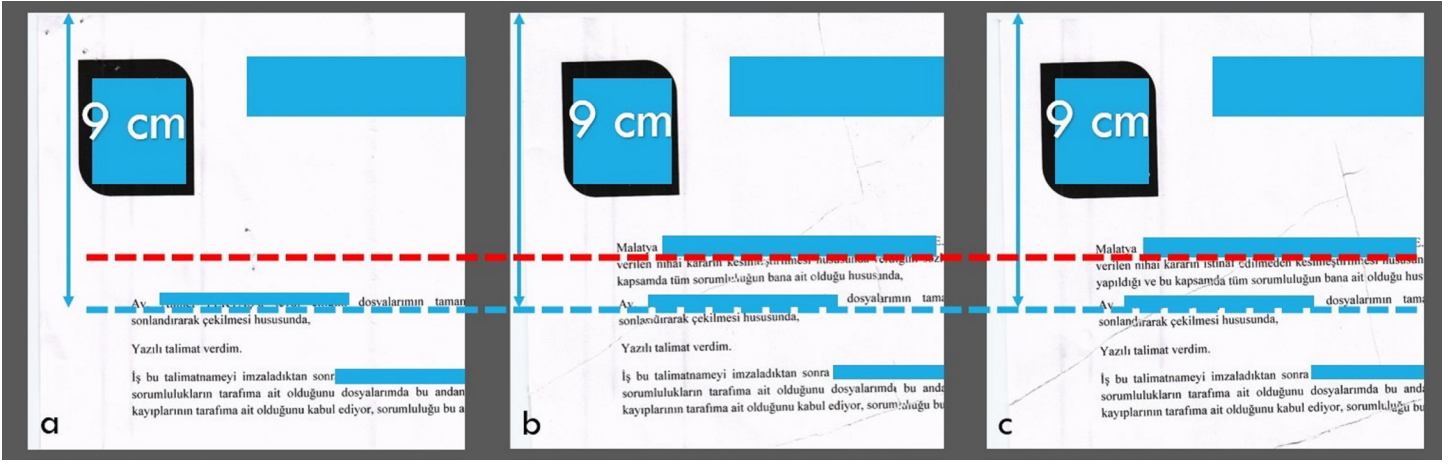 9 cm
Av
dosyalarımın taman
sonlandırarak çekilmesi hususunda,
Yazılı talimat verdim.
İş bu talimatnameyi imzaladıktan sonr
sorumlulukların tarafıma ait olduğunu dosyalarımda bu andan
kayıplarının tarafıma ait olduğunu kabul ediyor, sorumluluğu bu a
a
9 cm
Malatya
E.
verilen nihai kararın kesinleştirilmesi hususunda verdiğim söz
kapsamda tüm sorumluluğun bana ait olduğu hususunda,
Av
dosyalarımın tama
sonlandırarak çekilmesi hususunda,
Yazılı talimat verdim.
İş bu talimatnameyi imzaladıktan sonra
sorumlulukların tarafıma ait olduğunu dosyalarımda bu anda
kayıplarının tarafıma ait olduğunu kabul ediyor, sorumluluğu bu
b
9 cm
Malatya
E.
verilen nihai kararın istinaf edilmeden kesinleştirilmesi hususun
yapıldığı ve bu kapsamda tüm sorumluluğun bana ait olduğu hus
Av
dosyalarımın tama
sonlandırarak çekilmesi hususunda,
Yazılı talimat verdim.
İş bu talimatnameyi imzaladıktan sonra
sorumlulukların tarafıma ait olduğunu dosyalarımda bu anda
kayıplarının tarafıma ait olduğunu kabul ediyor, sorumluluğu bu
c